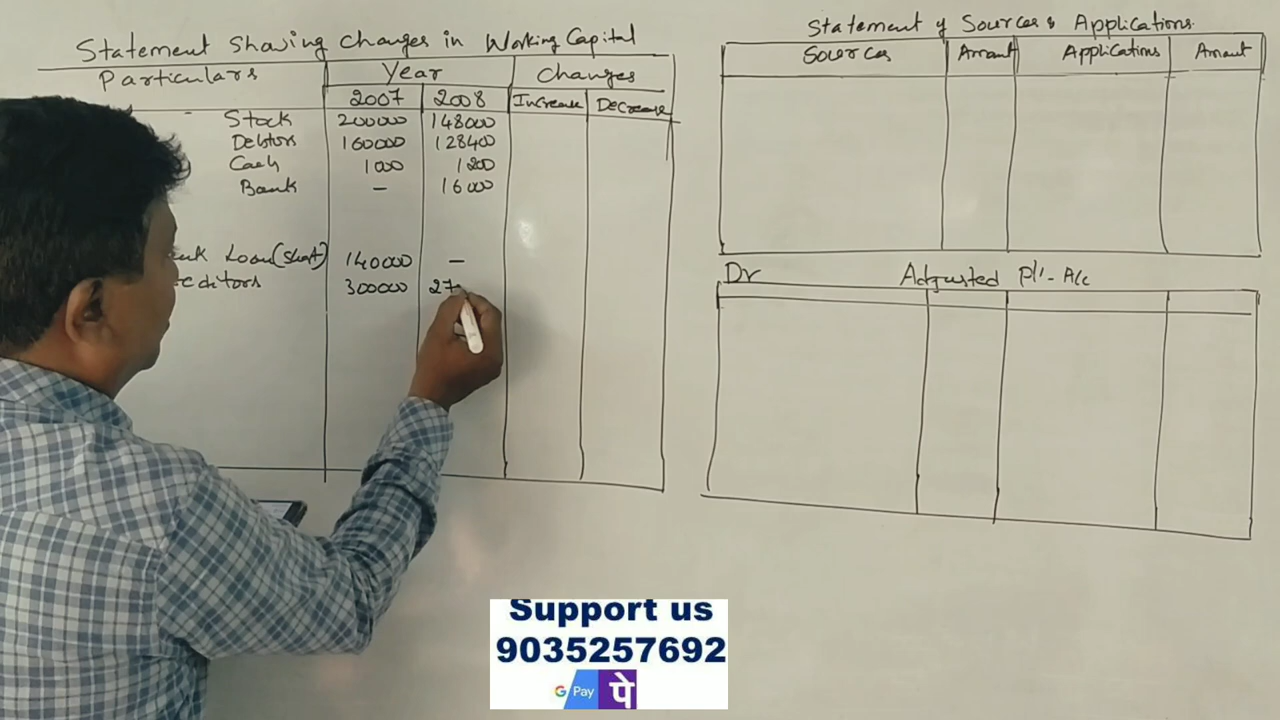 Statement Showing Changes in Working Capital
Particulars Year Changes
2007 2008 Increase Decrease
Stock 200000 148000
Debtors 160000 128400
Cash 1000 1200
Bank - 16000
Loan(Short) 140000 -
300000 27
Statement of Sources & Applications.
Sources Amount Applications Amount
Dr Adjusted P/L A/c
Support us
9035257692
G Pay पे